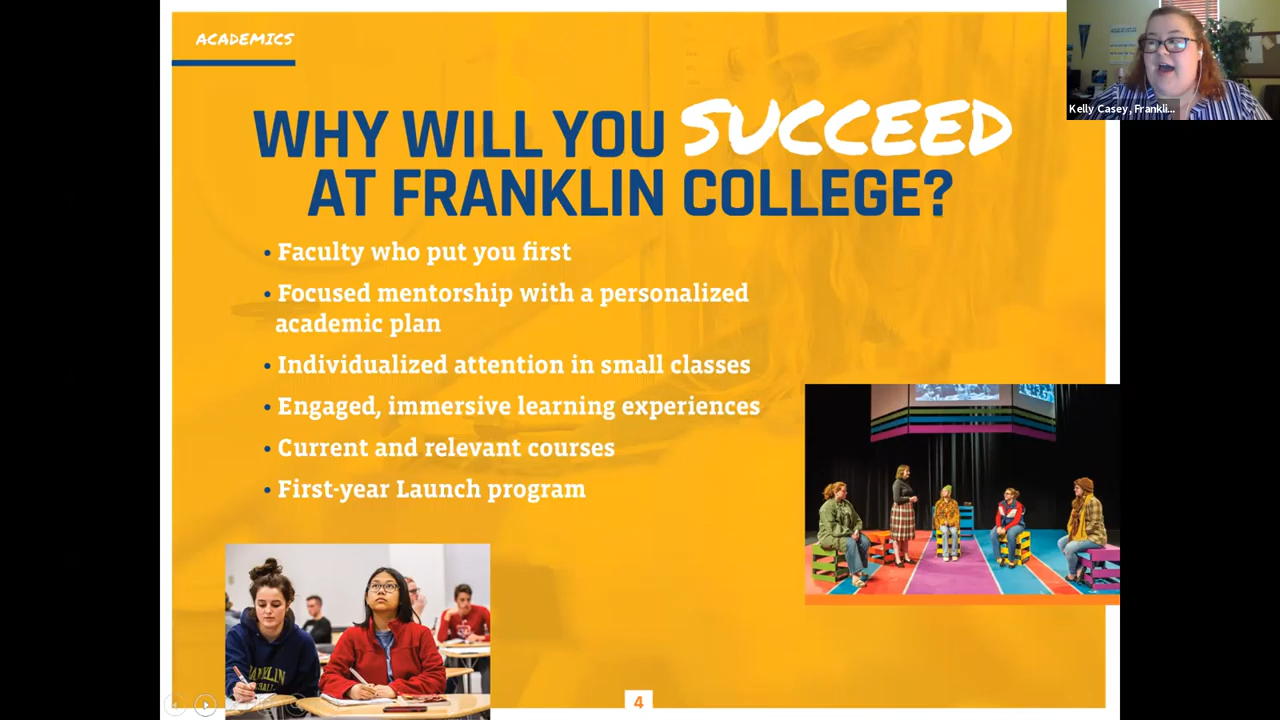 ACADEMICS
WHY WILL YOU SUCCEED
AT FRANKLIN COLLEGE?
• Faculty who put you first
• Focused mentorship with a personalized
academic plan
• Individualized attention in small classes
• Engaged, immersive learning experiences
• Current and relevant courses
• First-year Launch program
4
Kelly Casey, Frankli...